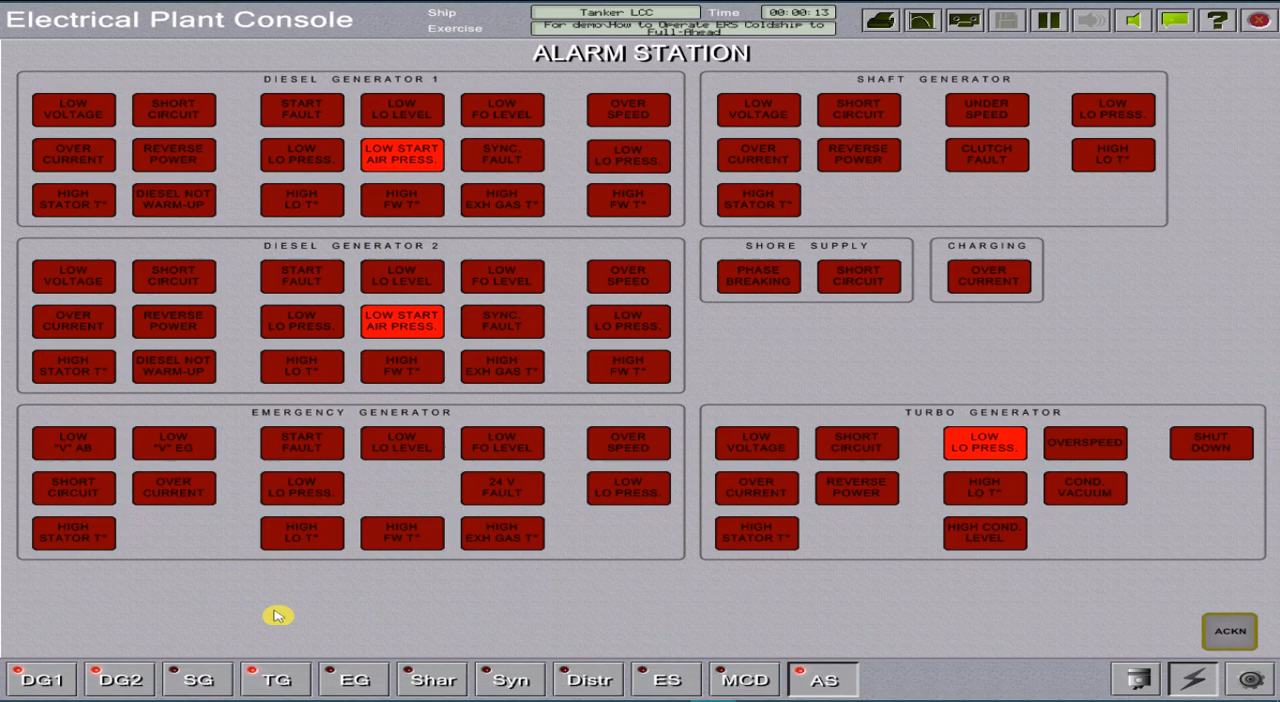 Electrical Plant Console
Ship
Exercise
Tanker LCC
Time
00:00:13
For demo.How to Operate ERS Coldship to
Full-Ahead
ALARM STATION
DIESEL GENERATOR 1
LOW
VOLTAGE
SHORT
CIRCUIT
START
FAULT
LOW
LO LEVEL
LOW
FO LEVEL
OVER
SPEED
OVER
CURRENT
REVERSE
POWER
LOW
LO PRESS.
LOW START
AIR PRESS.
SYNC.
FAULT
LOW
LO PRESS.
HIGH
STATOR T°
DIESEL NOT
WARM-UP
HIGH
LO T°
HIGH
FW T°
HIGH
EXH GAS T°
HIGH
FW T°
SHAFT GENERATOR
LOW
VOLTAGE
SHORT
CIRCUIT
UNDER
SPEED
LOW
LO PRESS.
OVER
CURRENT
REVERSE
POWER
CLUTCH
FAULT
HIGH
LO T°
HIGH
STATOR T°
DIESEL GENERATOR 2
LOW
VOLTAGE
SHORT
CIRCUIT
START
FAULT
LOW
LO LEVEL
LOW
FO LEVEL
OVER
SPEED
OVER
CURRENT
REVERSE
POWER
LOW
LO PRESS.
LOW START
AIR PRESS.
SYNC.
FAULT
LOW
LO PRESS.
HIGH
STATOR T°
DIESEL NOT
WARM-UP
HIGH
LO T°
HIGH
FW T°
HIGH
EXH GAS T°
HIGH
FW T°
SHORE SUPPLY
PHASE
BREAKING
SHORT
CIRCUIT
CHARGING
OVER
CURRENT
EMERGENCY GENERATOR
LOW
"V" AB
LOW
"V" EG
START
FAULT
LOW
LO LEVEL
LOW
FO LEVEL
OVER
SPEED
SHORT
CIRCUIT
OVER
CURRENT
LOW
LO PRESS.
24 V
FAULT
LOW
LO PRESS.
HIGH
STATOR T°
HIGH
LO T°
HIGH
FW T°
HIGH
EXH GAS T°
TURBO GENERATOR
LOW
VOLTAGE
SHORT
CIRCUIT
LOW
LO PRESS.
OVERSPEED
SHUT
DOWN
OVER
CURRENT
REVERSE
POWER
HIGH
LO T°
COND.
VACUUM
HIGH
STATOR T°
HIGH COND.
LEVEL
ACKN
DG1
DG2
SG
TG
EG
Shar
Syn
Distr
ES
MCD
AS